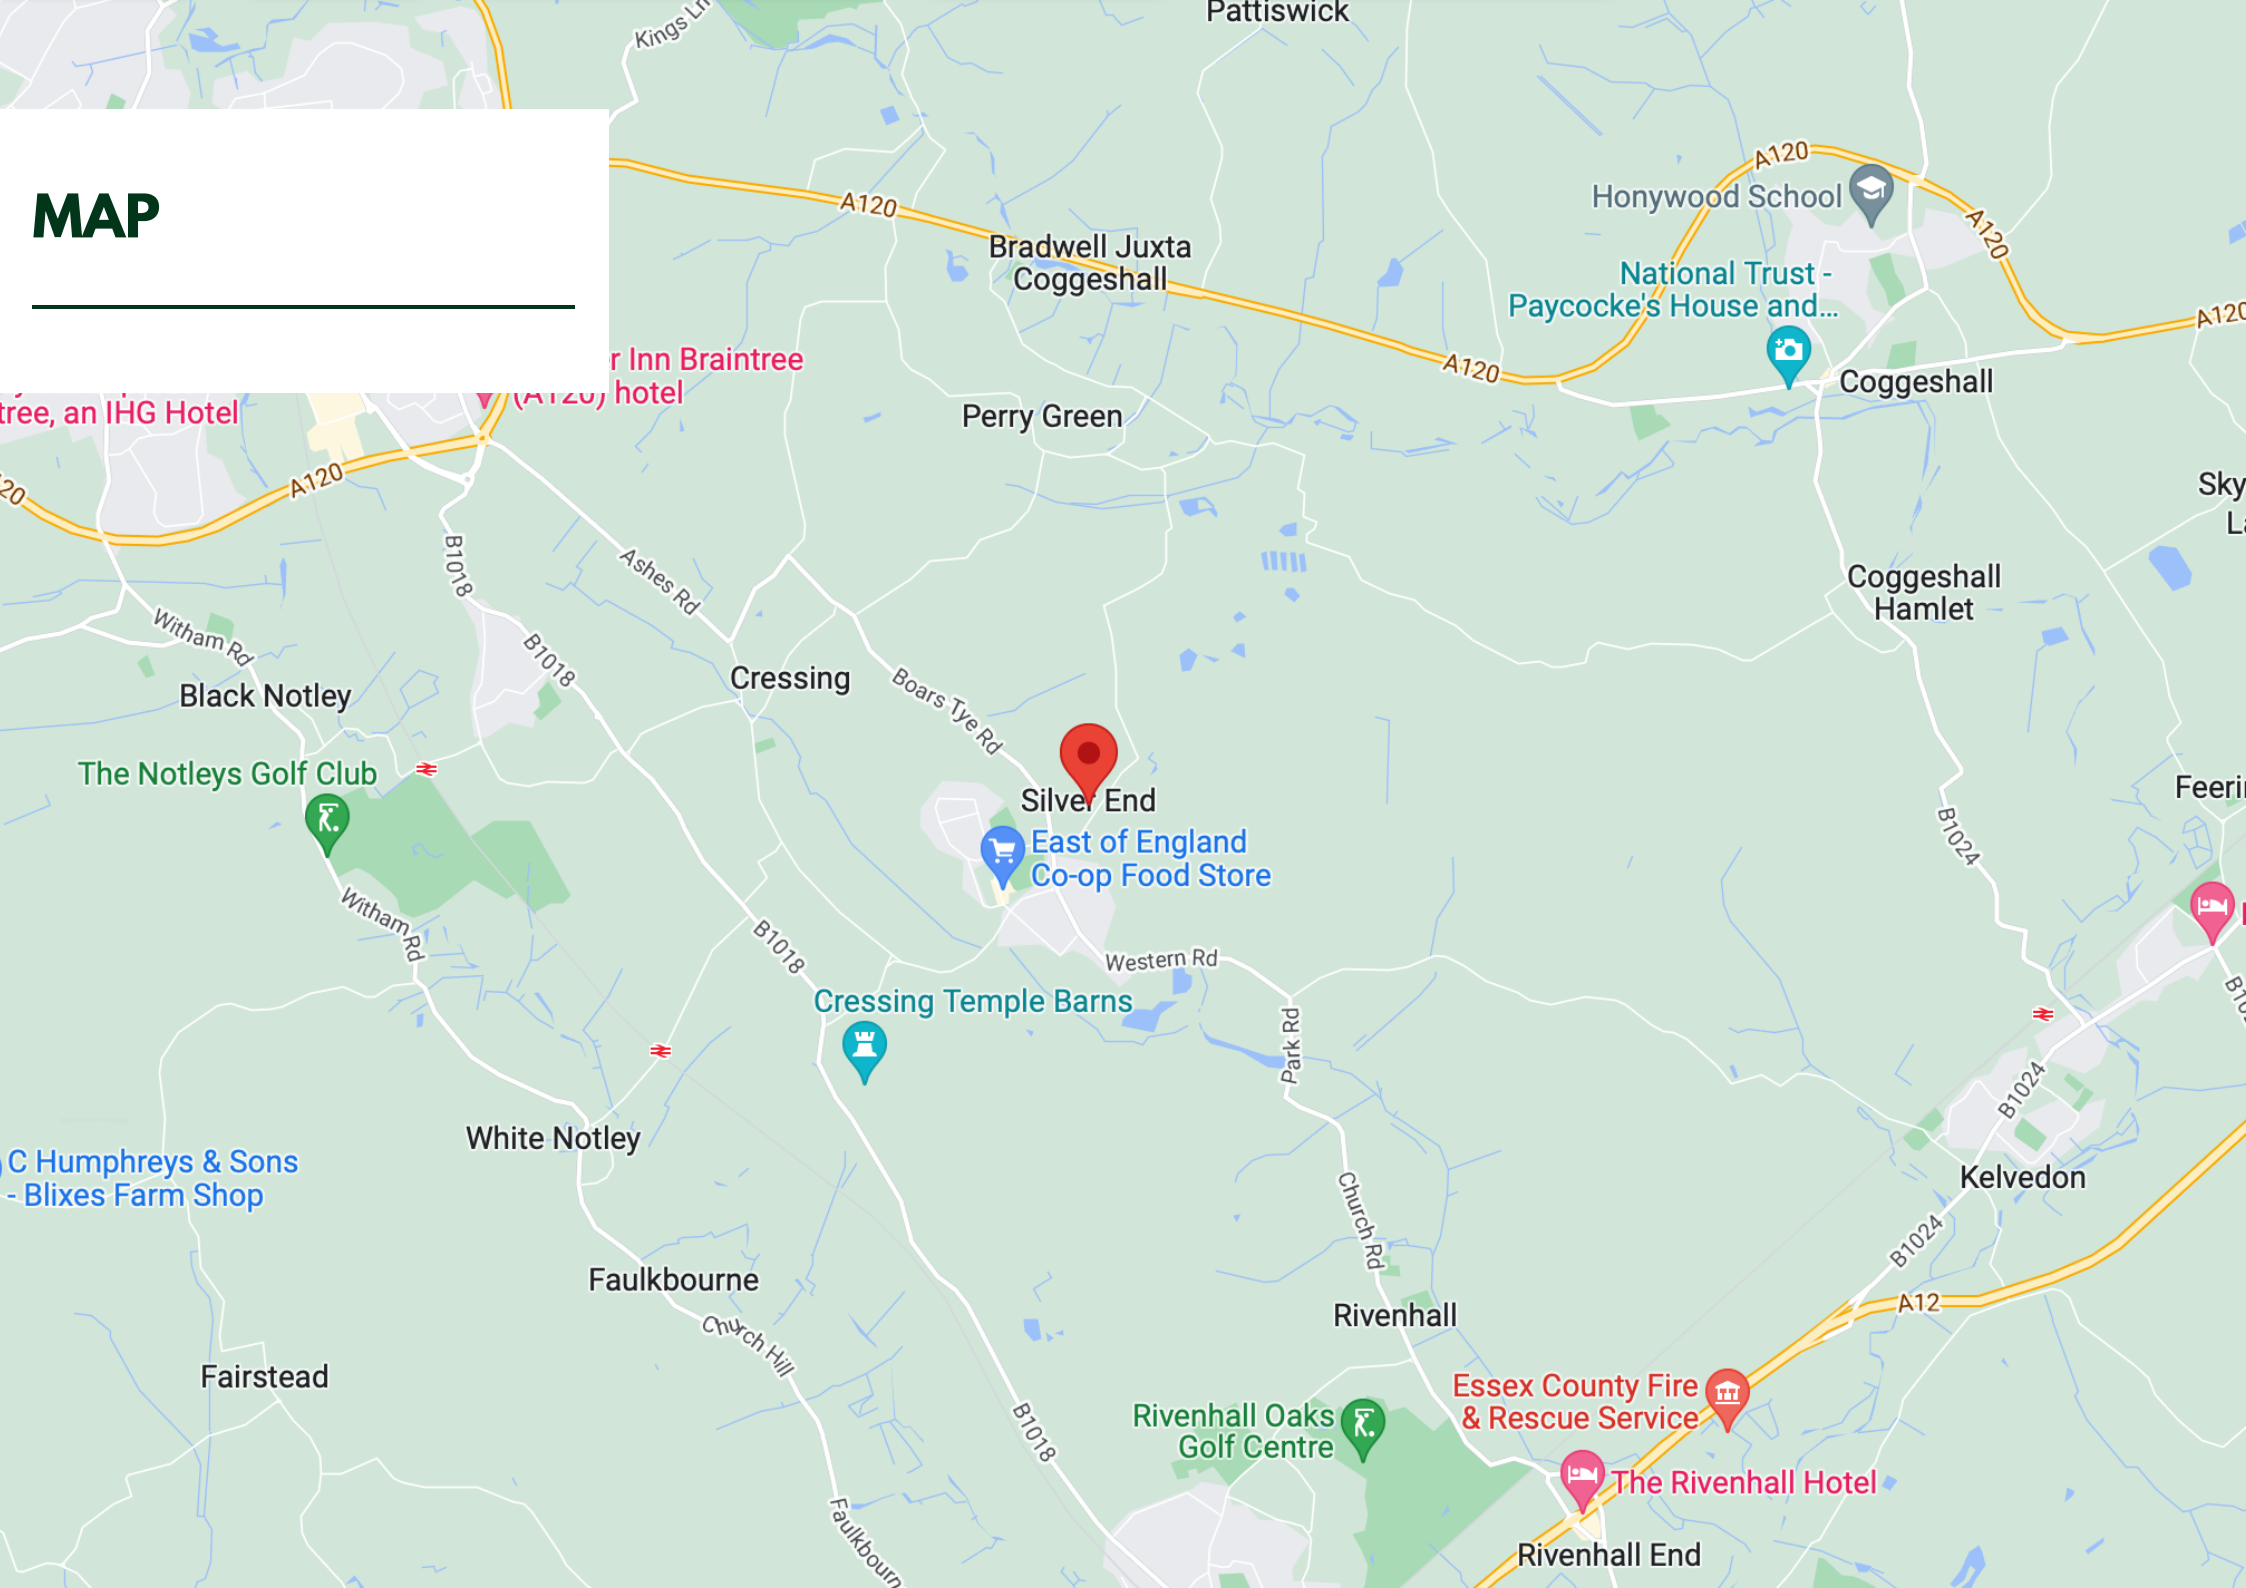 Pattiswick
Kings Ln
MAP
A120
A120
Honywood School
A120
Bradwell Juxta
Coggeshall
National Trust -
Paycocke's House and...
A120
A120
r Inn Braintree
(A120) hotel
tree, an IHG Hotel
Coggeshall
Perry Green
A120
20
Sky
La
B1018
Ashes Rd
Coggeshall
Hamlet
Witham Rd
B1018
Cressing
Black Notley
Boars Tye Rd
The Notleys Golf Club
Silver End
Feeri
East of England
Co-op Food Store
B1024
Witham Rd
B1018
Western Rd
Cressing Temple Barns
Park Rd
B10
B1024
White Notley
C Humphreys & Sons
- Blixes Farm Shop
Kelvedon
Church Rd
B1024
Faulkbourne
A12
Rivenhall
Church Hill
Fairstead
Essex County Fire
& Rescue Service
Rivenhall Oaks
Golf Centre
B1018
The Rivenhall Hotel
Faulkbourn
Rivenhall End